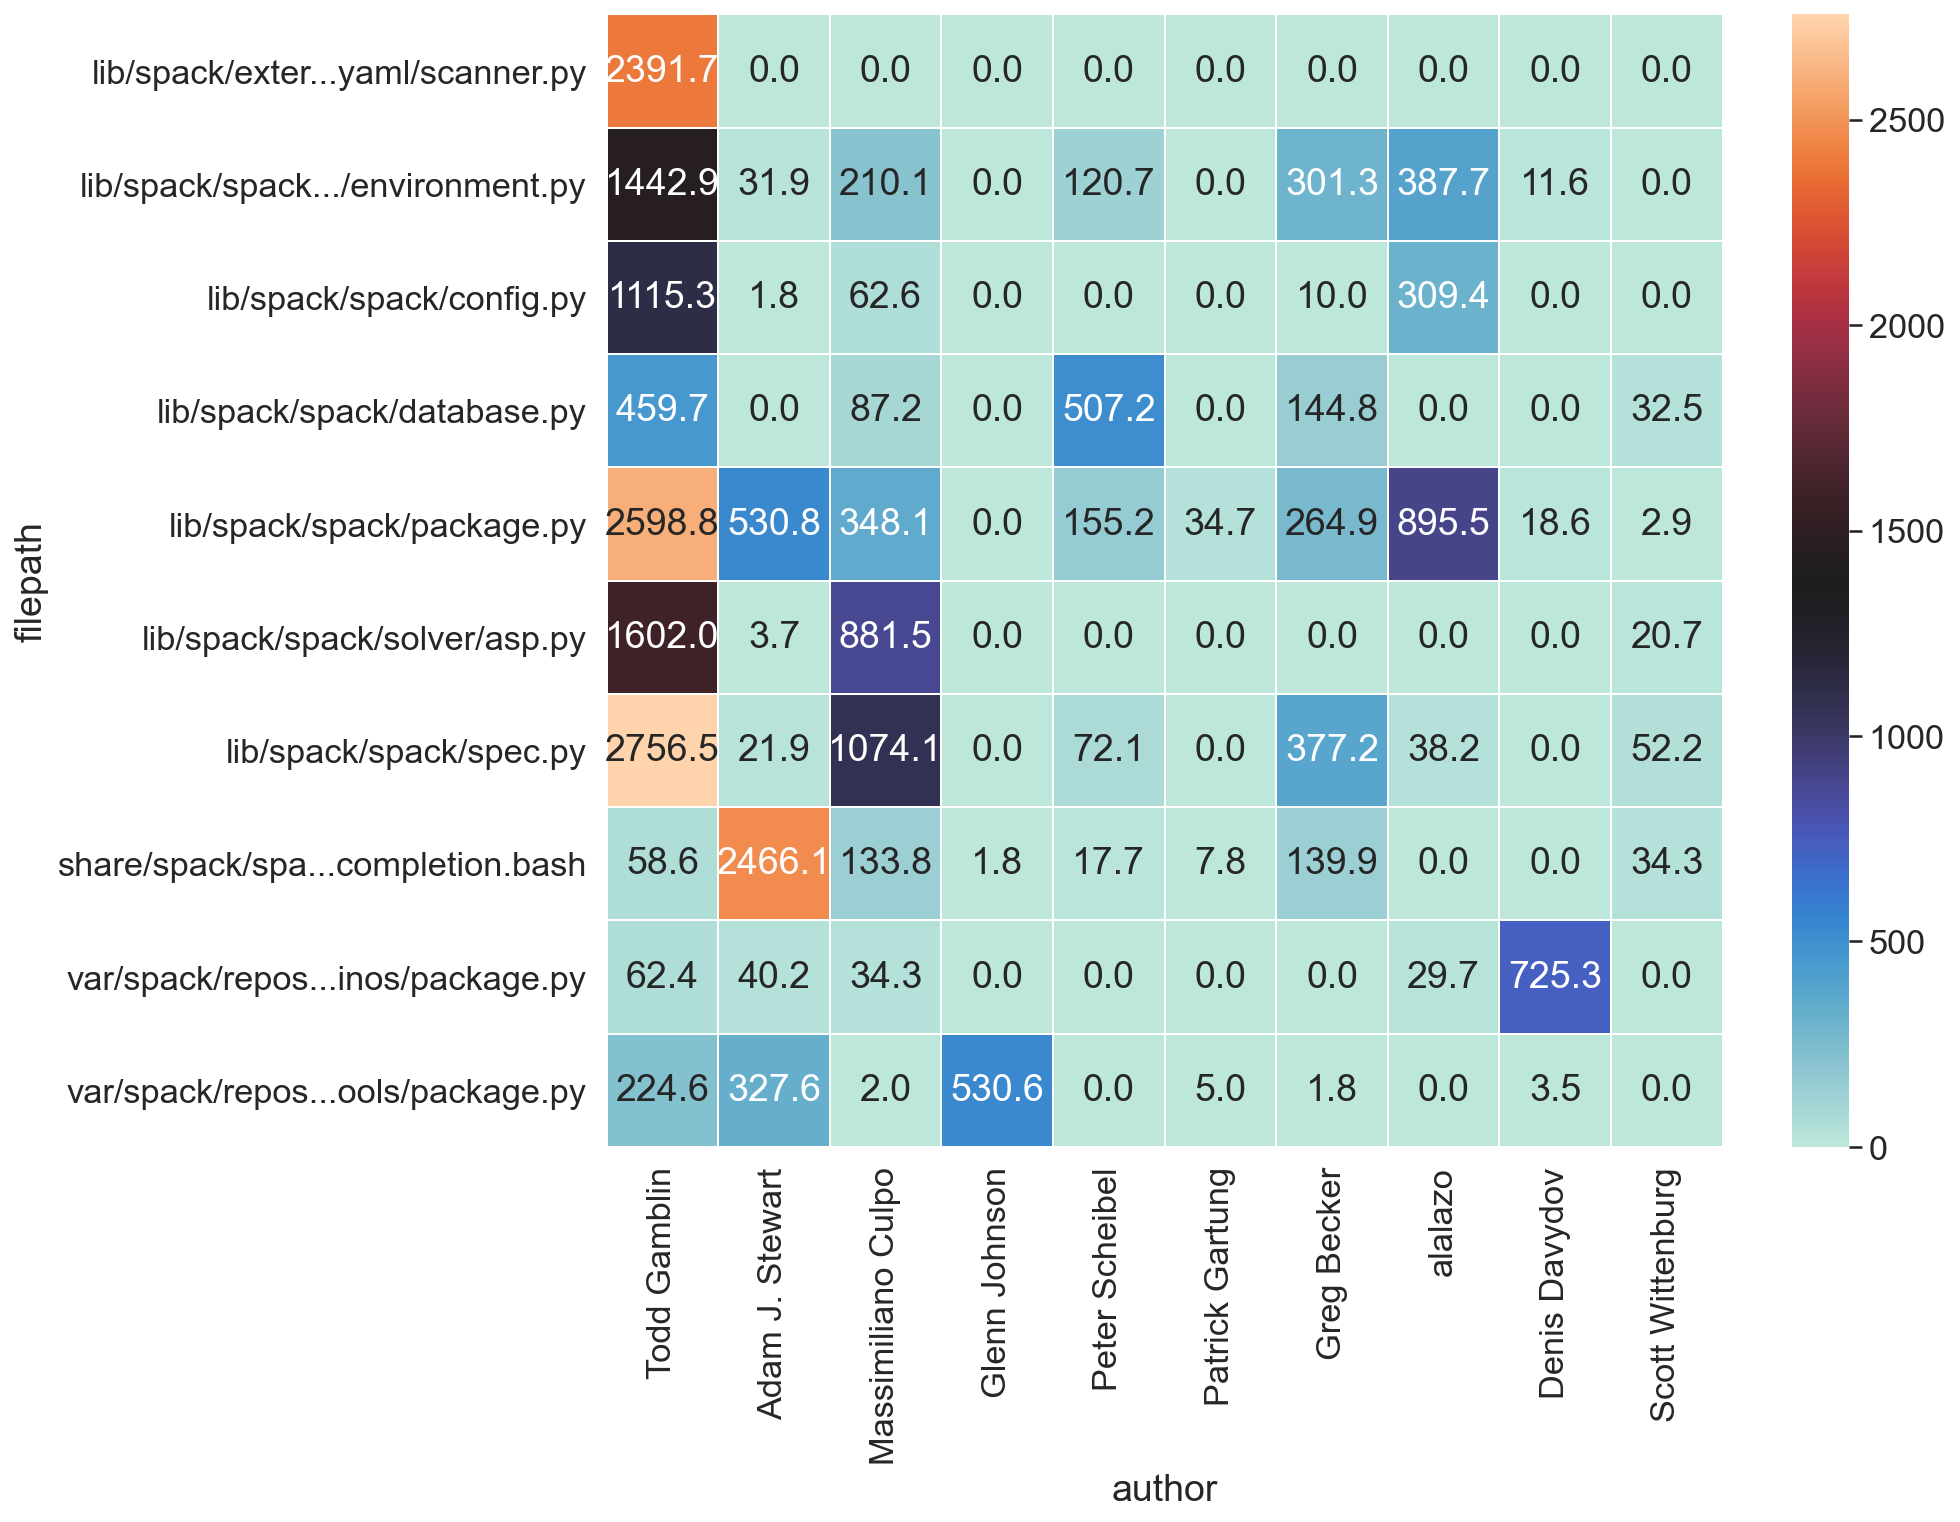 lib/spack/exter...yaml/scanner.py 2391.7 0.0 0.0 0.0 0.0 0.0 0.0 0.0 0.0 0.0
2500
lib/spack/spack.../environment.py 1442.9 31.9 210.1 0.0 120.7 0.0 301.3 387.7 11.6 0.0
lib/spack/spack/config.py 1115.3 1.8 62.6 0.0 0.0 0.0 10.0 309.4 0.0 0.0
2000
lib/spack/spack/database.py 459.7 0.0 87.2 0.0 507.2 0.0 144.8 0.0 0.0 32.5
lib/spack/spack/package.py 2598.8 530.8 348.1 0.0 155.2 34.7 264.9 895.5 18.6 2.9
1500
filepath
lib/spack/spack/solver/asp.py 1602.0 3.7 881.5 0.0 0.0 0.0 0.0 0.0 0.0 20.7
1000
lib/spack/spack/spec.py 2756.5 21.9 1074.1 0.0 72.1 0.0 377.2 38.2 0.0 52.2
share/spack/spa...completion.bash 58.6 2466.1 133.8 1.8 17.7 7.8 139.9 0.0 0.0 34.3
500
var/spack/repos...inos/package.py 62.4 40.2 34.3 0.0 0.0 0.0 0.0 29.7 725.3 0.0
var/spack/repos...ools/package.py 224.6 327.6 2.0 530.6 0.0 5.0 1.8 0.0 3.5 0.0
0
Todd Gamblin
Adam J. Stewart
Massimiliano Culpo
Glenn Johnson
Peter Scheibel
Patrick Gartung
Greg Becker
alalazo
Denis Davydov
Scott Wittenburg
author